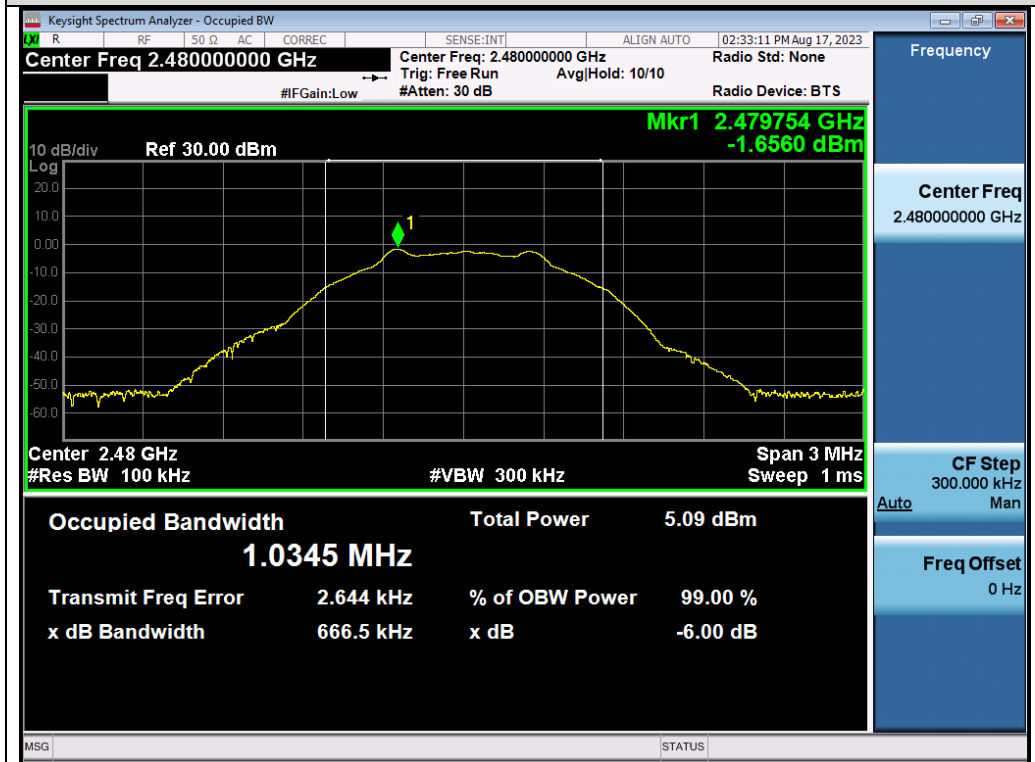 Keysight Spectrum Analyzer - Occupied BW
LXI R RF 50 Ω AC CORREC SENSE:INT ALIGN AUTO 02:33:11 PM Aug 17, 2023
Center Freq 2.480000000 GHz
Center Freq: 2.480000000 GHz Radio Std: None
Trig: Free Run Avg|Hold: 10/10
#IFGain:Low #Atten: 30 dB Radio Device: BTS
Mkr1 2.479754 GHz
10 dB/div Ref 30.00 dBm -1.6560 dBm
Log
20.0
10.0
0.00
-10.0
-20.0
-30.0
-40.0
-50.0
-60.0
1
Center 2.48 GHz Span 3 MHz
#Res BW 100 kHz #VBW 300 kHz Sweep 1 ms
Occupied Bandwidth Total Power 5.09 dBm
1.0345 MHz
Transmit Freq Error 2.644 kHz % of OBW Power 99.00 %
x dB Bandwidth 666.5 kHz x dB -6.00 dB
MSG STATUS
Frequency
Center Freq
2.480000000 GHz
CF Step
300.000 kHz
Auto Man
Freq Offset
0 Hz